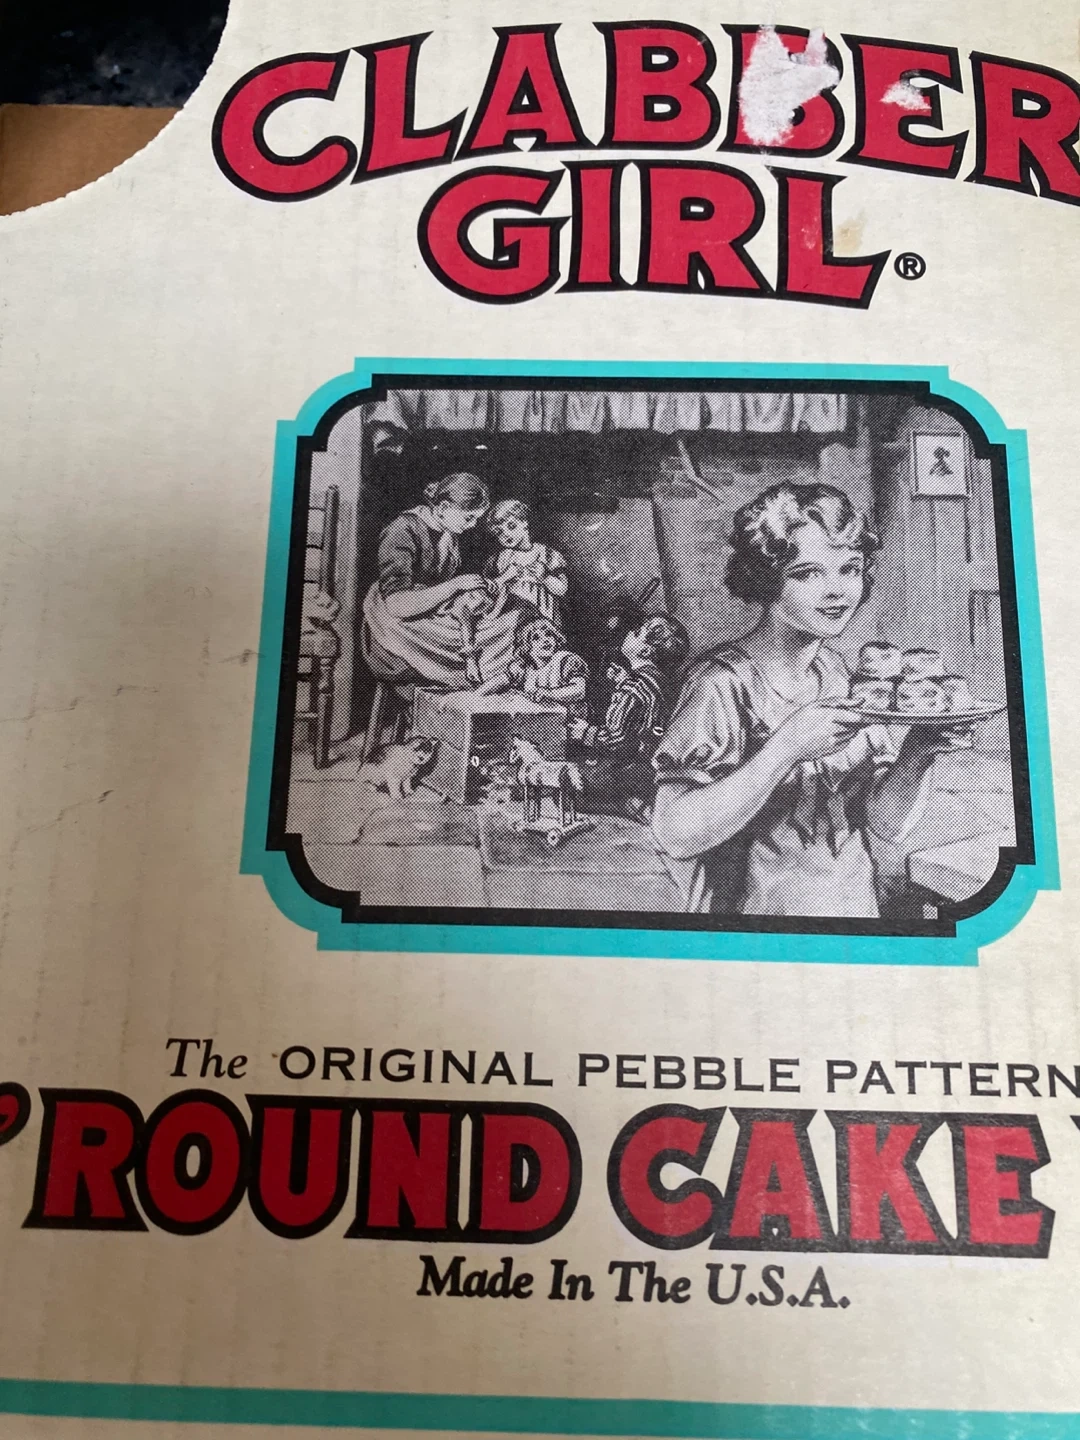 CLABBER
GIRL®
The ORIGINAL PEBBLE PATTERN
'ROUND CAKE'
Made In The U.S.A.